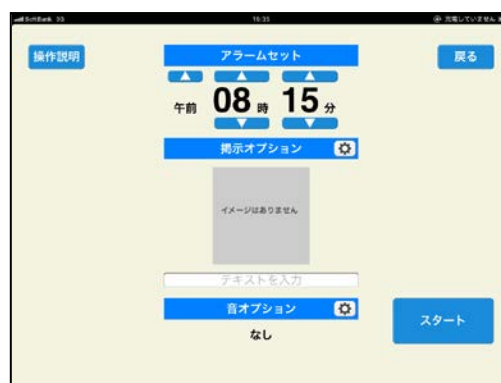 SoftBank 3G 16:35 充電していません
操作説明
アラームセット
戻る
午前 08 時 15 分
掲示オプション
イメージはありません
テキストを入力
音オプション
なし
スタート